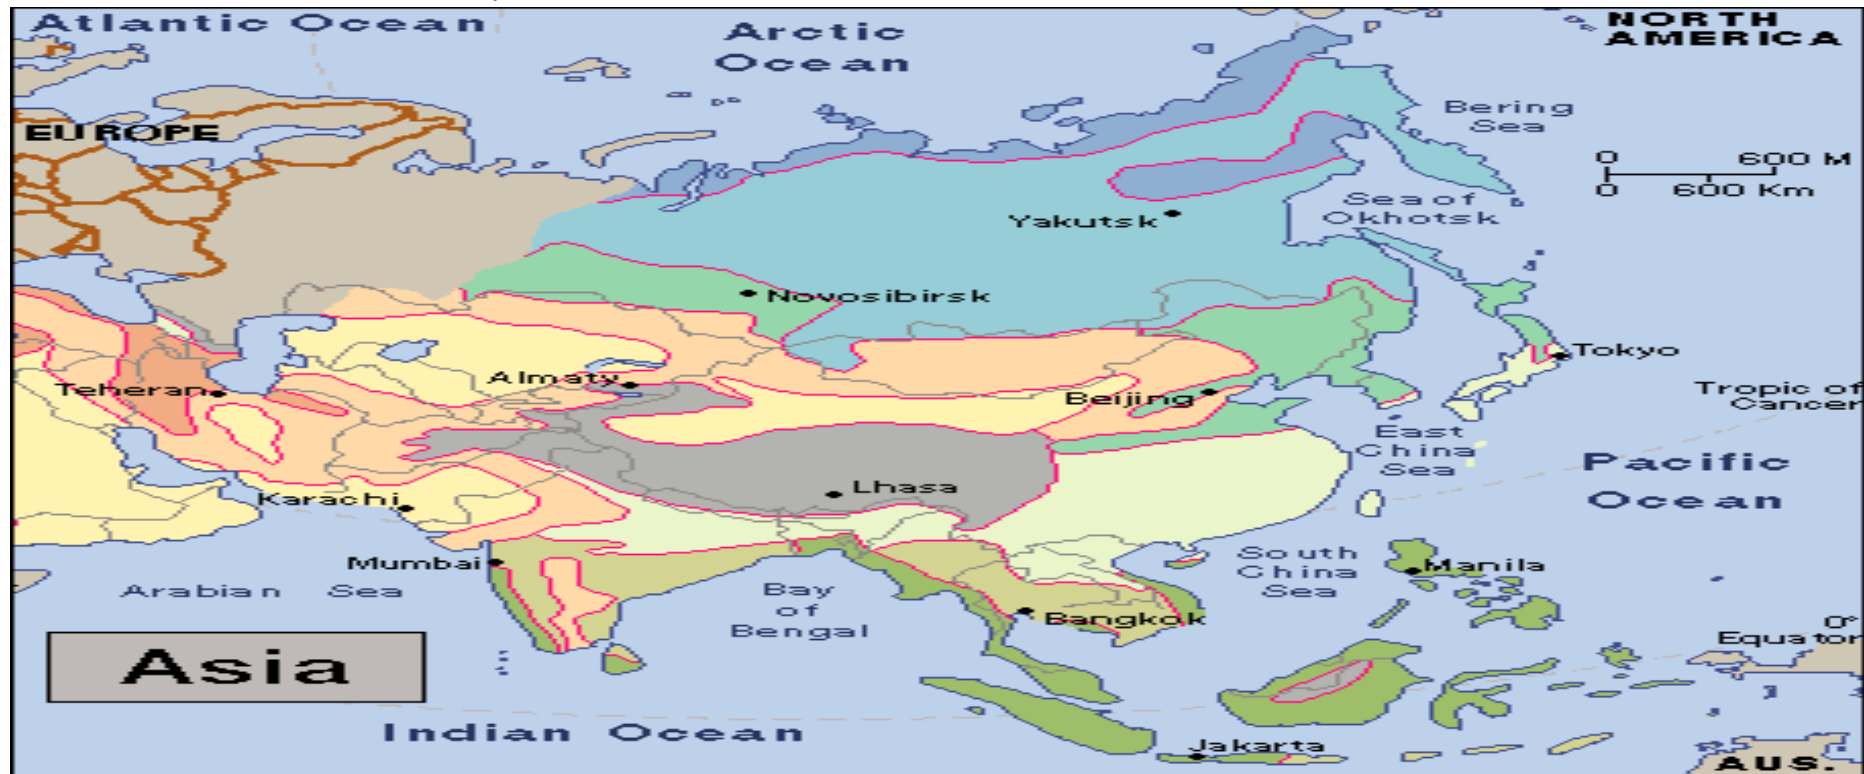 Atlantic Ocean
Arctic
Ocean
NORTH
AMERICA
EUROPE
Bering
Sea
0 600 M
0 600 Km
Sea of
Okhotsk
Yakutsk
Novosibirsk
Tokyo
Almaty
Teheran
Beijing
Tropic of
Cancer
East
China
Sea
Pacific
Ocean
Lhasa
Karachi
Mumbai
South
China
Sea
Manila
Arabian Sea
Bay
of
Bengal
Bangkok
0°
Equator
Asia
Indian Ocean
Jakarta
AUS.